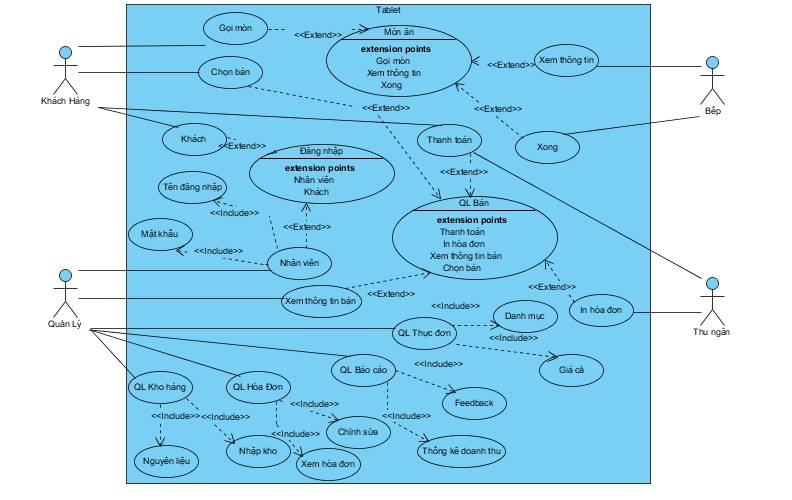 Tablet
Gọi món
<<Extend>>
Món ăn
extension points
Gọi món
Xem thông tin
Xong
<<Extend>>
Xem thông tin
Chọn bàn
Khách Hàng
Bếp
<<Extend>>
<<Extend>>
Khách
<<Extend>>
Thanh toán
Xong
Đăng nhập
extension points
Nhân viên
Khách
<<Extend>>
Tên đăng nhập
<<Include>>
QL Bàn
extension points
Thanh toán
In hóa đơn
Xem thông tin bàn
Chọn bàn
<<Extend>>
Mật khẩu
<<Include>>
Nhân viên
<<Extend>>
<<Extend>>
Xem thông tin bàn
<<Include>>
Danh mục
In hóa đơn
Quản Lý
Thu ngân
QL Thực đơn
<<Include>>
<<Include>>
Giá cả
QL Kho hàng
QL Hóa Đơn
QL Báo cáo
Feedback
<<Include>>
<<Include>>
<<Include>>
<<Include>>
<<Include>>
Chỉnh sửa
Nguyên liệu
Nhập kho
Xem hóa đơn
Thống kê doanh thu